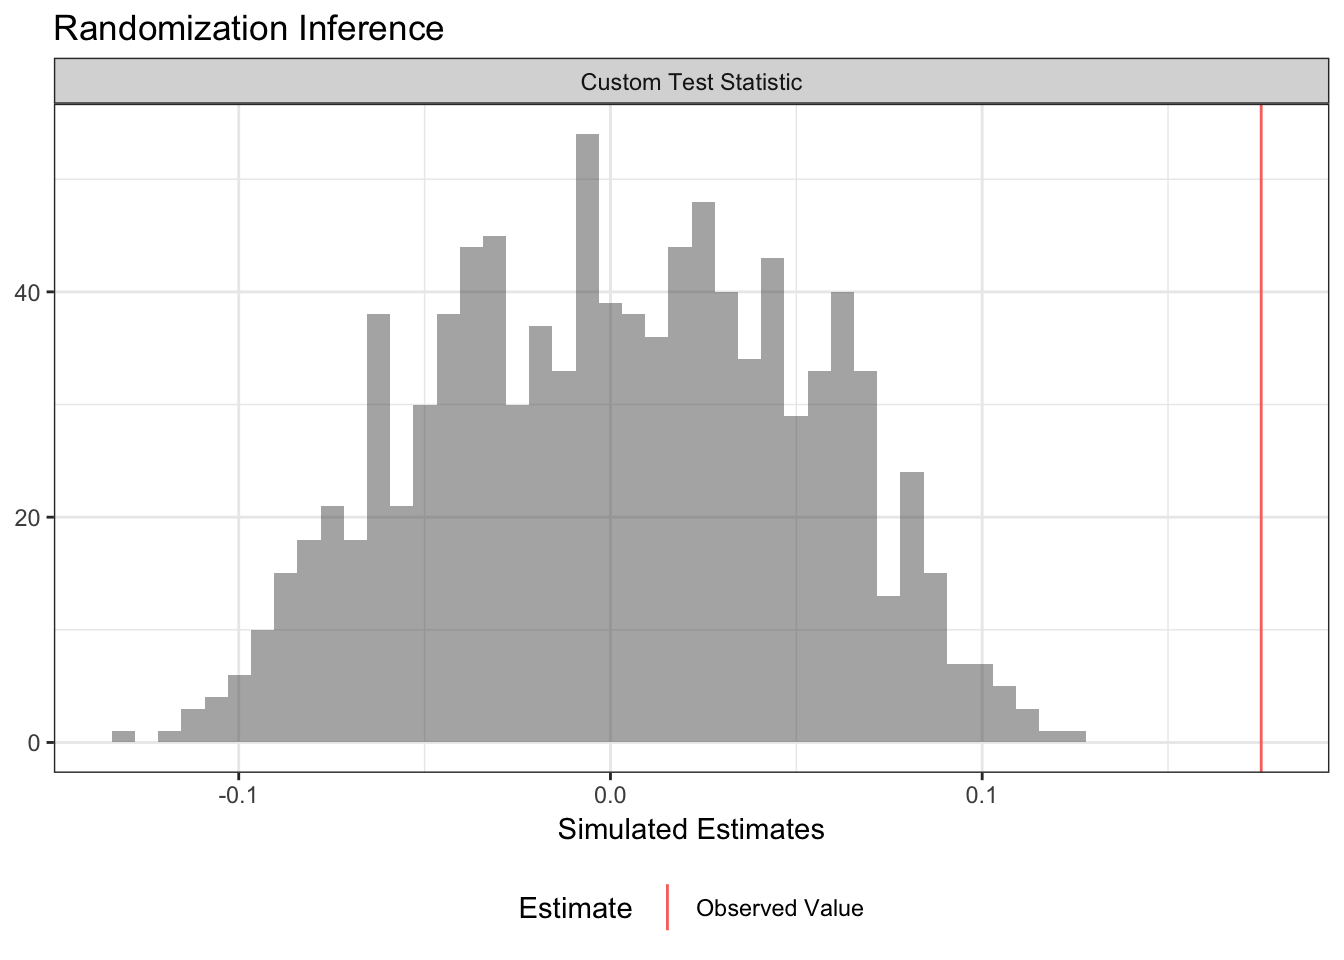 Randomization Inference
Custom Test Statistic
40
20
0
-0.1 0.0 0.1
Simulated Estimates
Estimate Observed Value